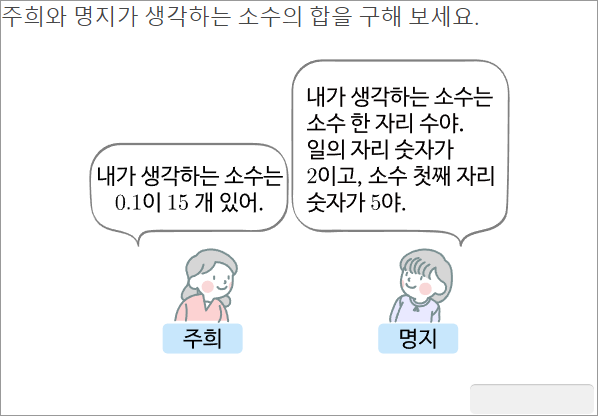 주희와 명지가 생각하는 소수의 합을 구해 보세요.
내가 생각하는 소수는
0.1이 15 개 있어.
내가 생각하는 소수는
소수 한 자리 수야.
일의 자리 숫자가
2이고, 소수 첫째 자리
숫자가 5야.
주희
명지